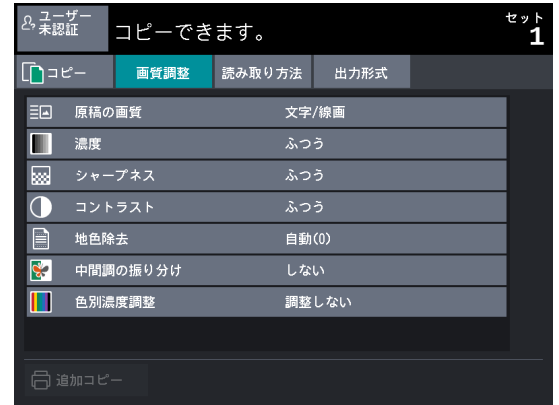 ユーザー
未認証
コピーできます。
セット
1
コピー
画質調整
読み取り方法
出力形式
原稿の画質 文字/線画
濃度 ふつう
シャープネス ふつう
コントラスト ふつう
地色除去 自動(0)
中間調の振り分け しない
色別濃度調整 調整しない
追加コピー